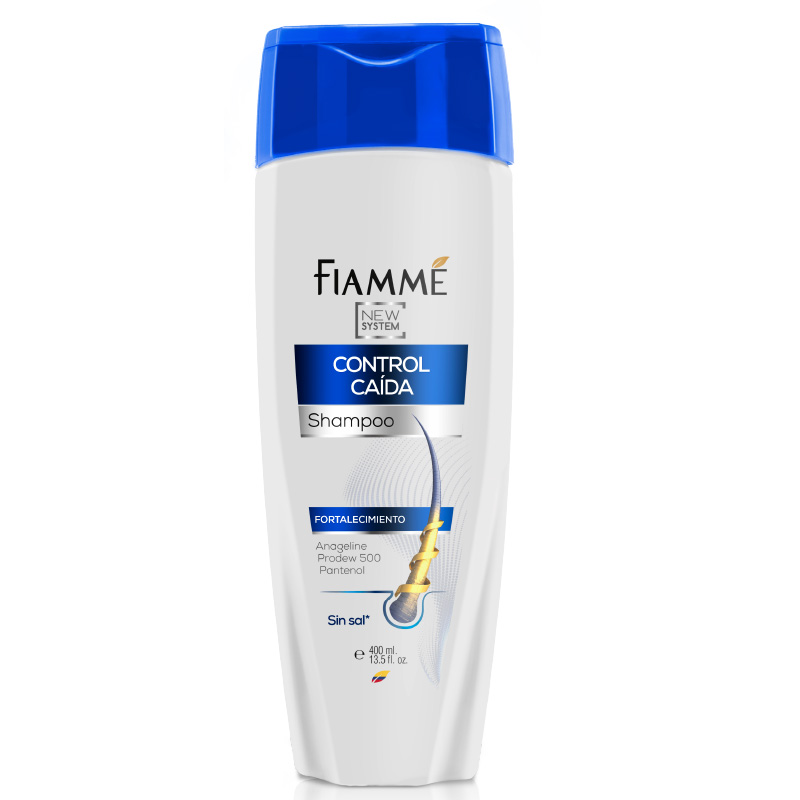 FIAMMÉ
NEW
SYSTEM
CONTROL
CAÍDA
Shampoo
FORTALECIMIENTO
Anageline
Prodew 500
Pantenol
Sin sal*
℮ 400 ml.
13.5 fl. oz.